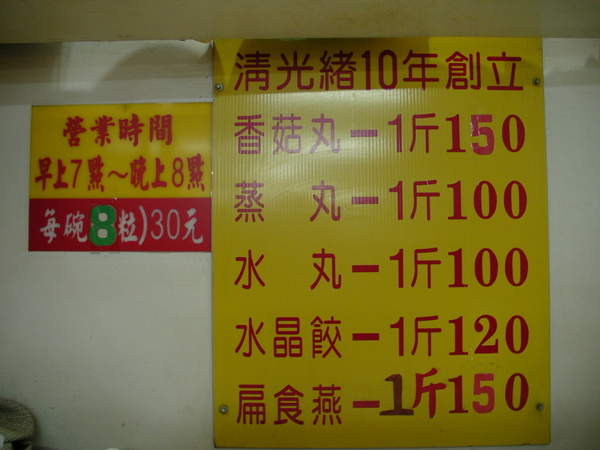 營業時間
早上7點～晚上8點
每碗8粒)30元
清光緒10年創立
香菇丸－1斤150
蒸丸－1斤100
水丸－1斤100
水晶餃－1斤120
扁食燕－1斤150